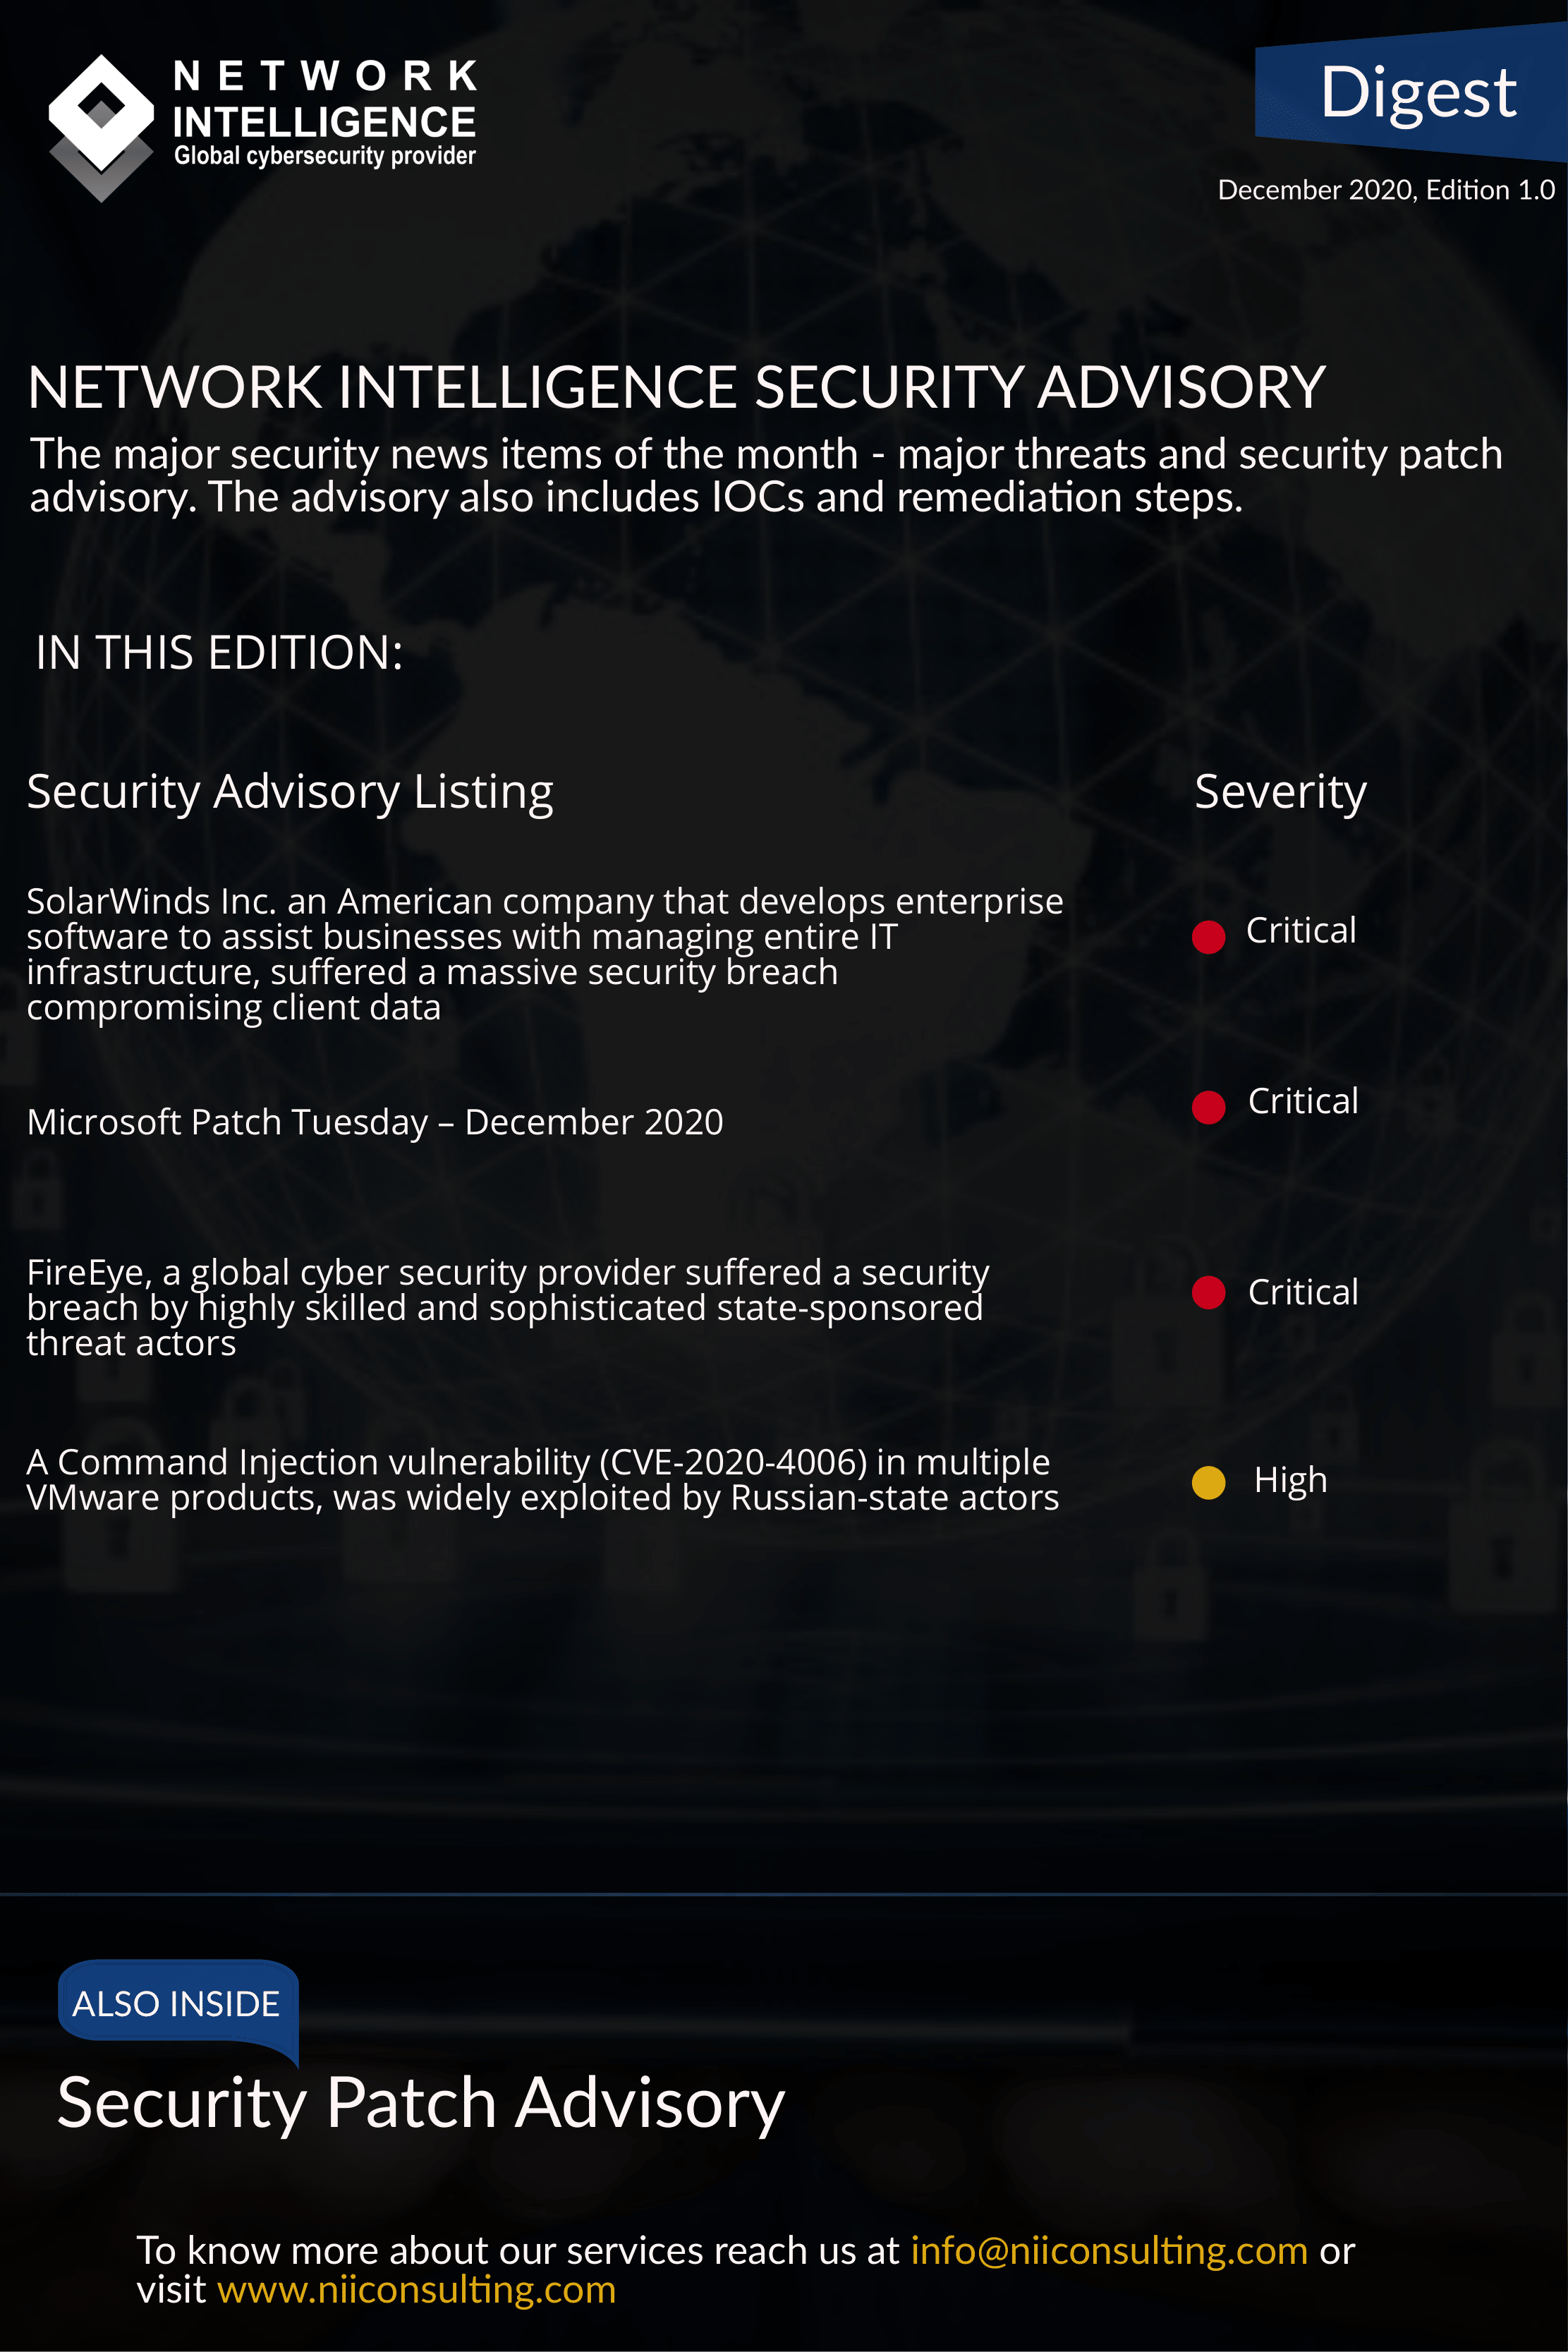 NETWORK
INTELLIGENCE
Global cybersecurity provider
Digest
December 2020, Edition 1.0
NETWORK INTELLIGENCE SECURITY ADVISORY
The major security news items of the month - major threats and security patch
advisory. The advisory also includes IOCs and remediation steps.
IN THIS EDITION:
Security Advisory Listing
Severity
SolarWinds Inc. an American company that develops enterprise
software to assist businesses with managing entire IT
infrastructure, suffered a massive security breach
compromising client data
Critical
Microsoft Patch Tuesday – December 2020
Critical
FireEye, a global cyber security provider suffered a security
breach by highly skilled and sophisticated state-sponsored
threat actors
Critical
A Command Injection vulnerability (CVE-2020-4006) in multiple
VMware products, was widely exploited by Russian-state actors
High
ALSO INSIDE
Security Patch Advisory
To know more about our services reach us at info@niiconsulting.com or
visit www.niiconsulting.com